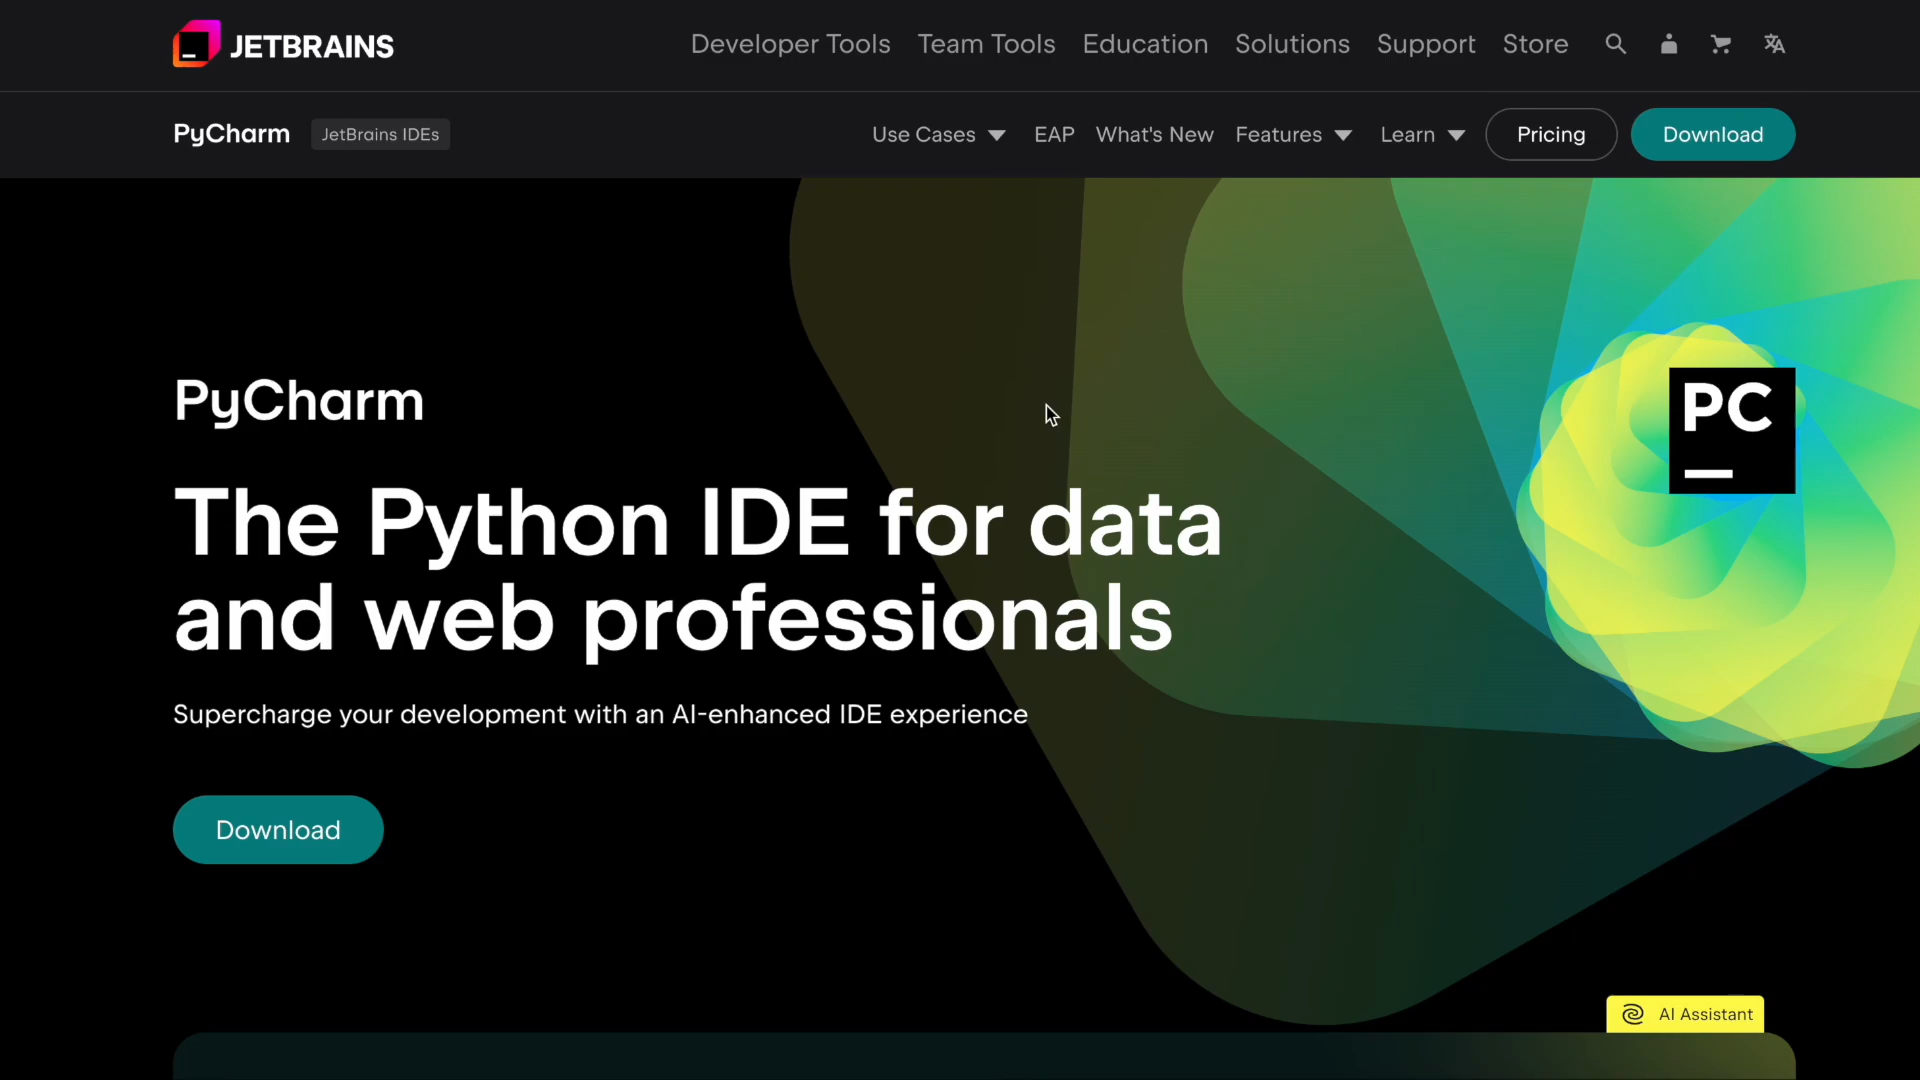 JETBRAINS
Developer Tools Team Tools Education Solutions Support Store
PyCharm JetBrains IDEs
Use Cases EAP What's New Features Learn Pricing Download
PyCharm
The Python IDE for data
and web professionals
Supercharge your development with an AI-enhanced IDE experience
Download
PC
AI Assistant